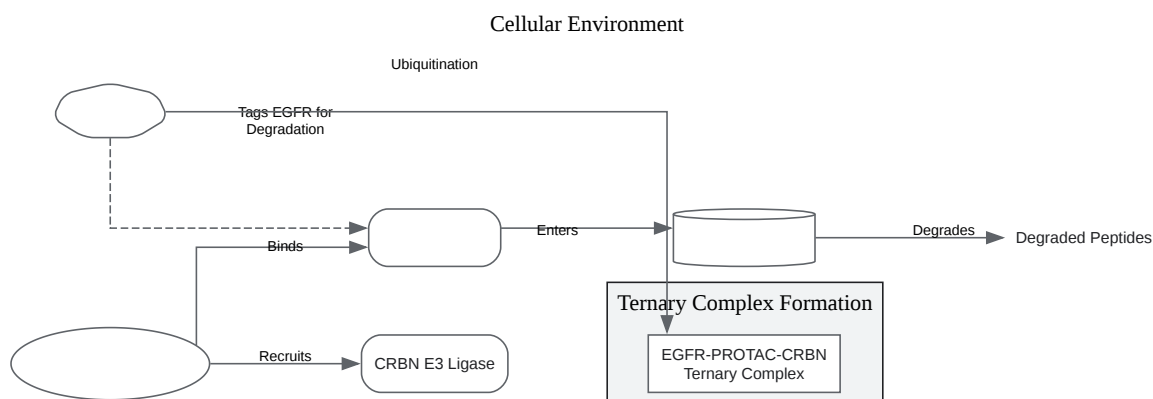 Cellular Environment
Ubiquitination
Tags EGFR for
Degradation
Enters
Degrades
Degraded Peptides
Binds
Ternary Complex Formation
Recruits
CRBN E3 Ligase
EGFR-PROTAC-CRBN
Ternary Complex